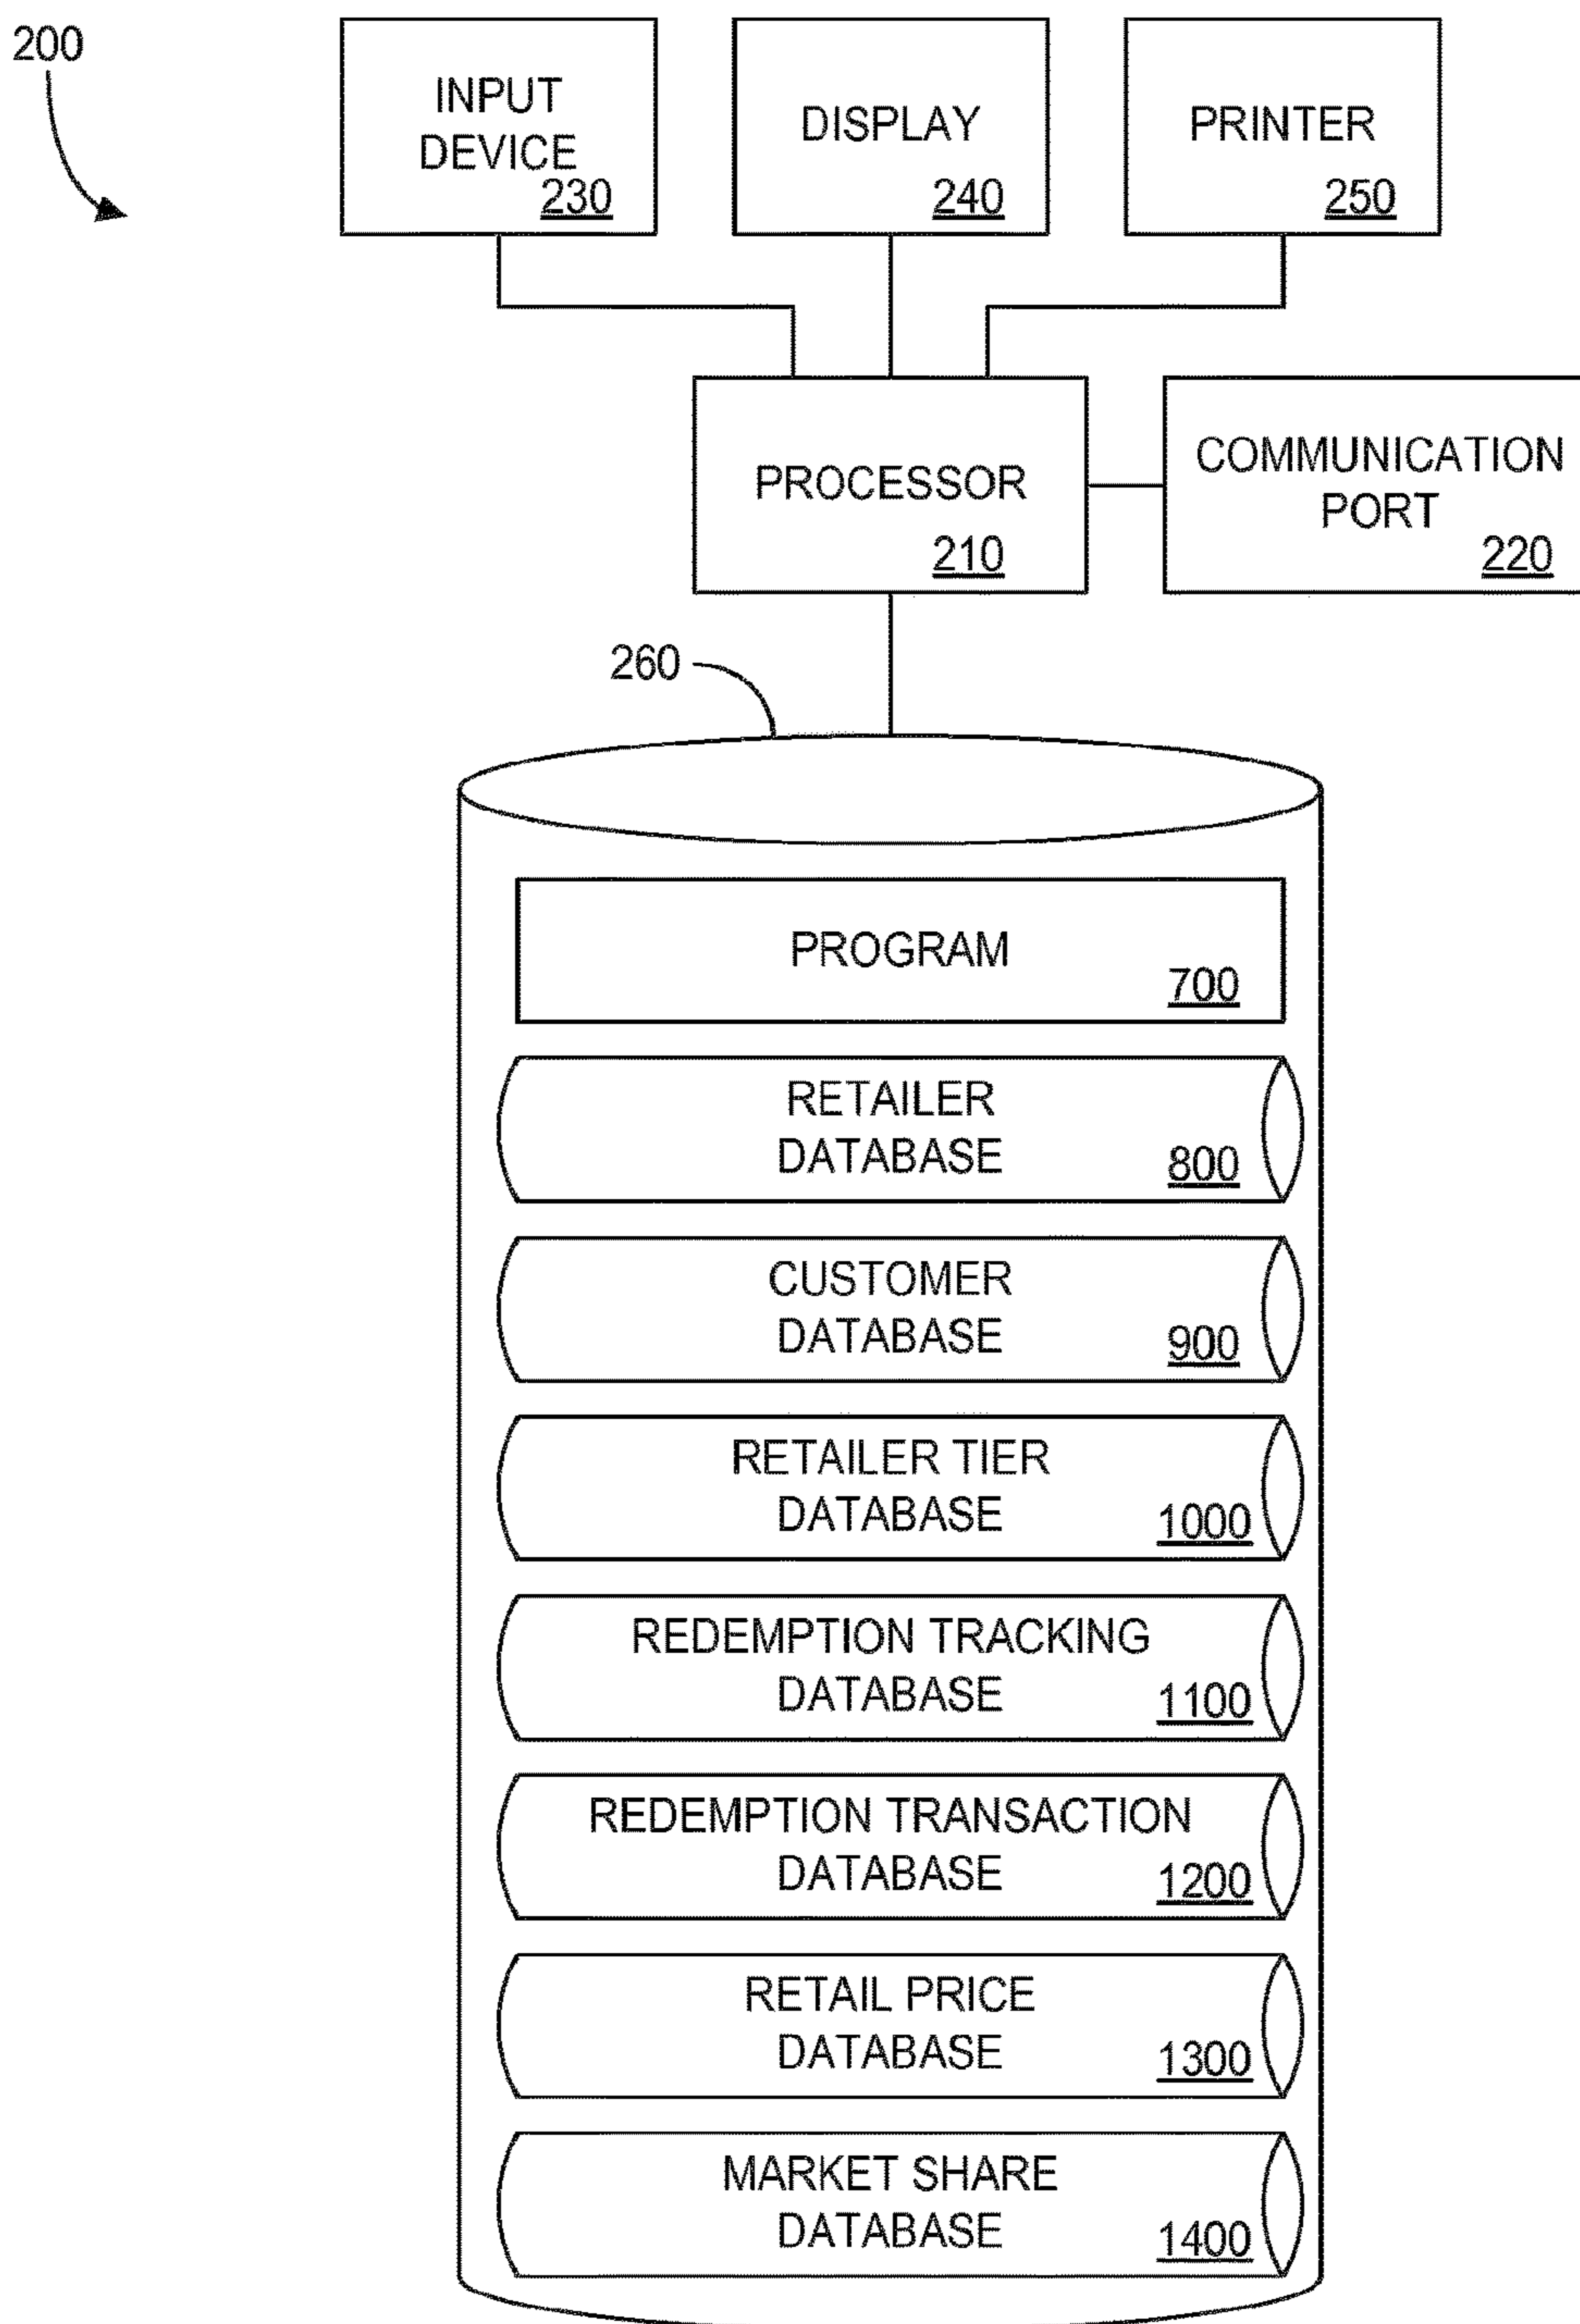 200
INPUT
DEVICE
230
DISPLAY
240
PRINTER
250
PROCESSOR
210
COMMUNICATION
PORT
220
260
PROGRAM
700
RETAILER
DATABASE
800
CUSTOMER
DATABASE
900
RETAILER TIER
DATABASE
1000
REDEMPTION TRACKING
DATABASE
1100
REDEMPTION TRANSACTION
DATABASE
1200
RETAIL PRICE
DATABASE
1300
MARKET SHARE
DATABASE
1400